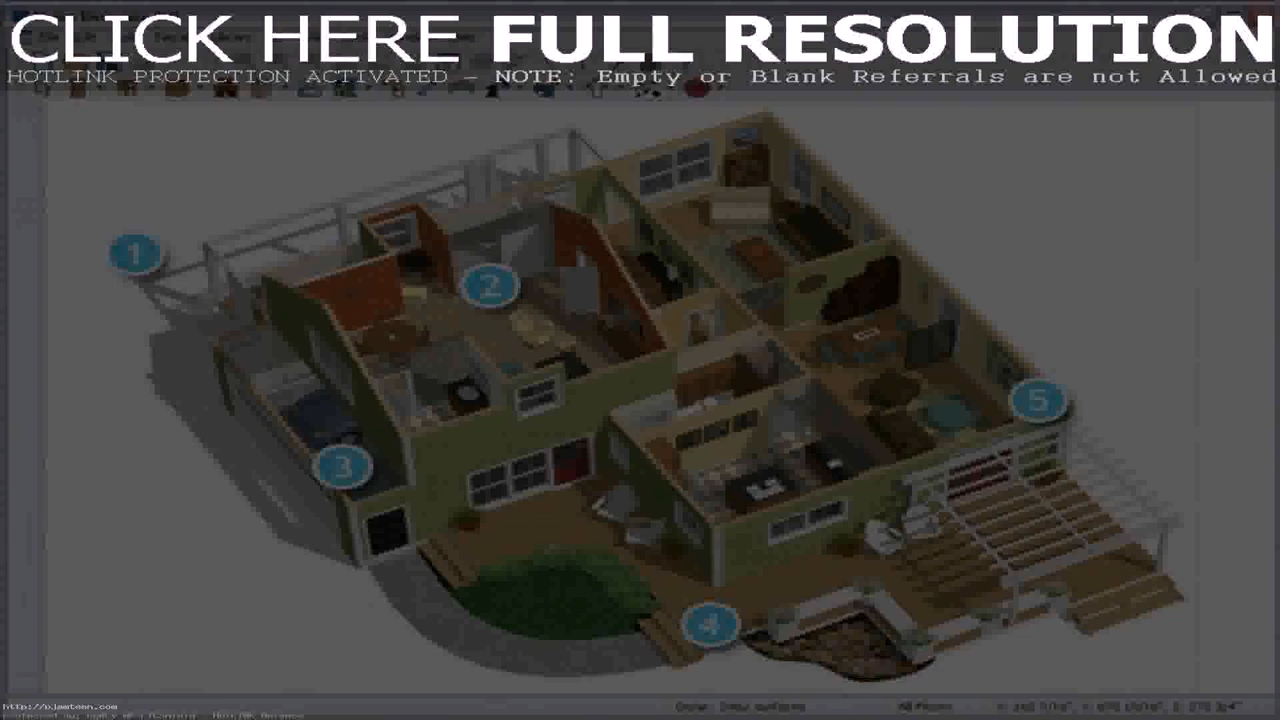 CLICK HERE FULL RESOLUTION
HOTLINK PROTECTION ACTIVATED – NOTE: Empty or Blank Referrals are not Allowed
1
2
5
3
4